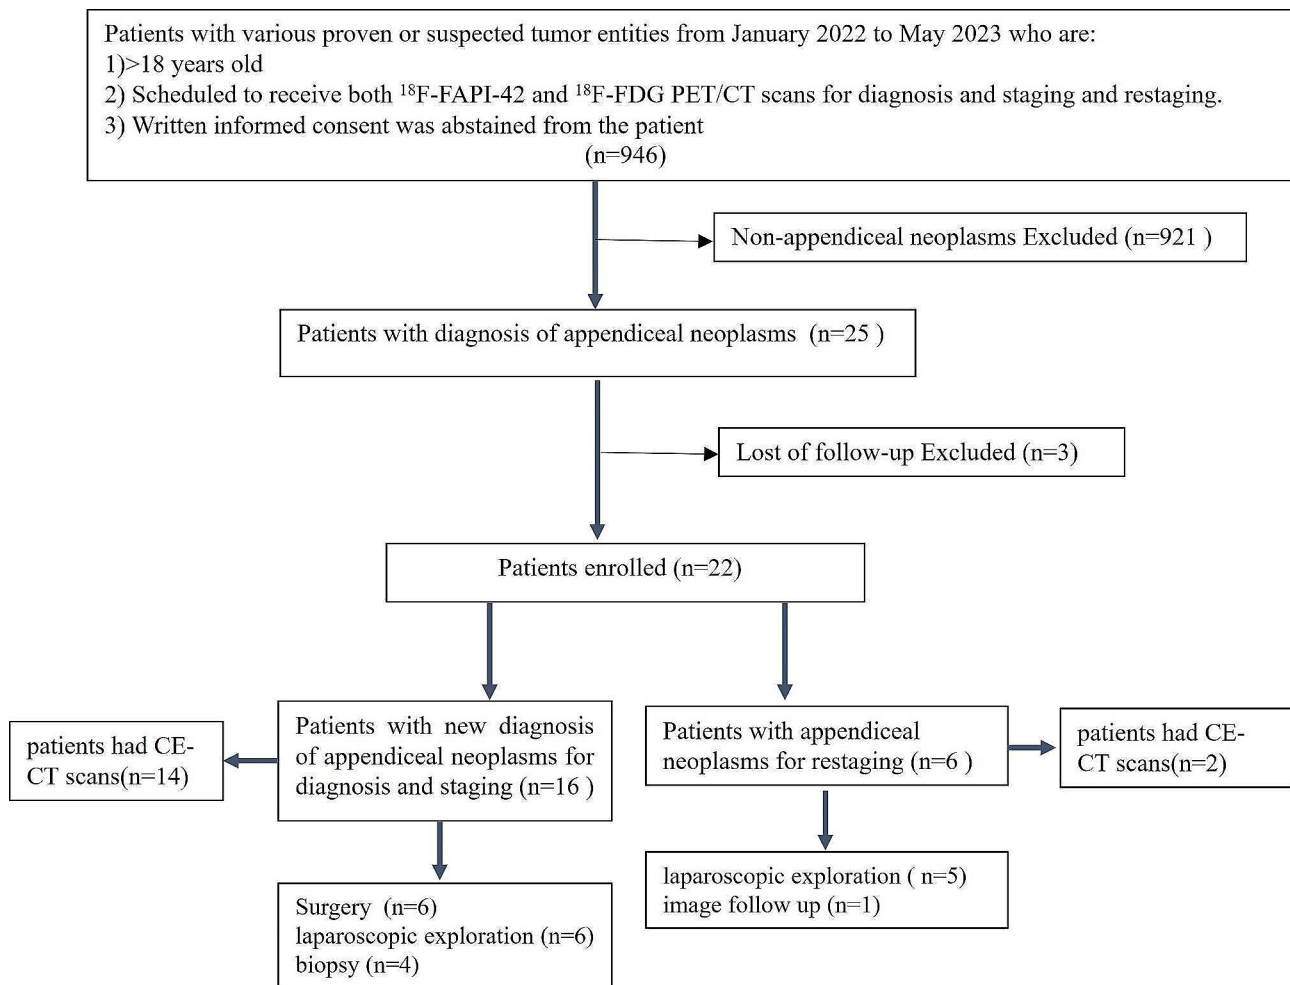 Patients with various proven or suspected tumor entities from January 2022 to May 2023 who are:
1)>18 years old
2) Scheduled to receive both ¹⁸F-FAPI-42 and ¹⁸F-FDG PET/CT scans for diagnosis and staging and restaging.
3) Written informed consent was abstained from the patient
(n=946)
Non-appendiceal neoplasms Excluded (n=921 )
Patients with diagnosis of appendiceal neoplasms (n=25 )
Lost of follow-up Excluded (n=3)
Patients enrolled (n=22)
patients had CE-
CT scans(n=14)
Patients with new diagnosis
of appendiceal neoplasms for
diagnosis and staging (n=16 )
Patients with appendiceal
neoplasms for restaging (n=6 )
patients had CE-
CT scans(n=2)
Surgery (n=6)
laparoscopic exploration (n=6)
biopsy (n=4)
laparoscopic exploration ( n=5)
image follow up (n=1)